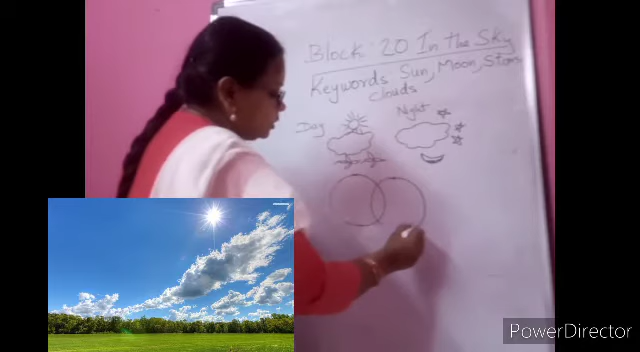 Block: 20 In The Sky
Keywords Sun, Moon, Stars
clouds
Day
Night
PowerDirector